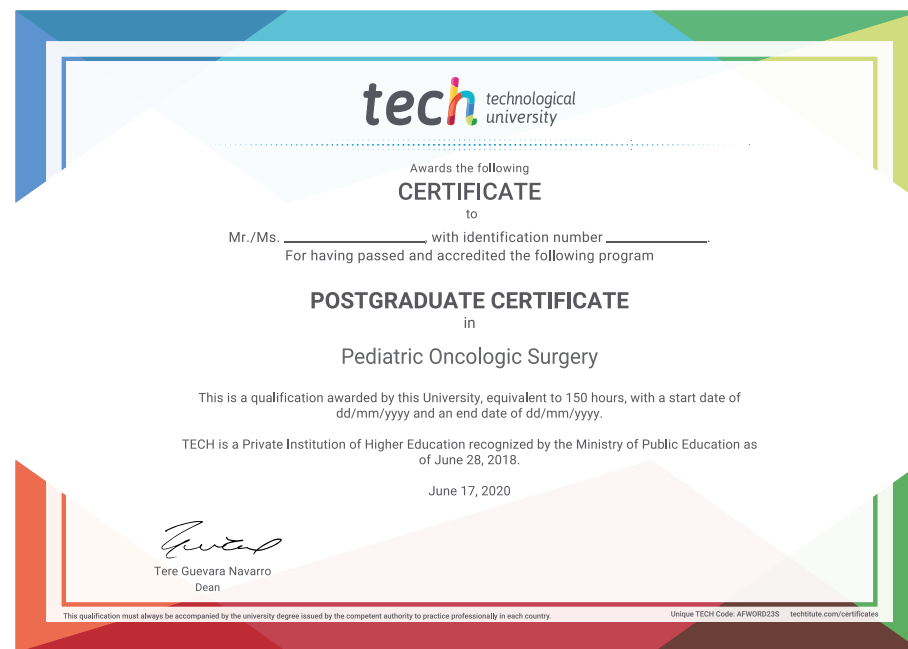 tech technological
university
Awards the following
CERTIFICATE
to
Mr./Ms. ____________________, with identification number ______________.
For having passed and accredited the following program
POSTGRADUATE CERTIFICATE
in
Pediatric Oncologic Surgery
This is a qualification awarded by this University, equivalent to 150 hours, with a start date of
dd/mm/yyyy and an end date of dd/mm/yyyy.
TECH is a Private Institution of Higher Education recognized by the Ministry of Public Education as
of June 28, 2018.
June 17, 2020
Tere Guevara Navarro
Dean
This qualification must always be accompanied by the university degree issued by the competent authority to practice professionally in each country.
Unique TECH Code: AFWORD23S techtitute.com/certificates